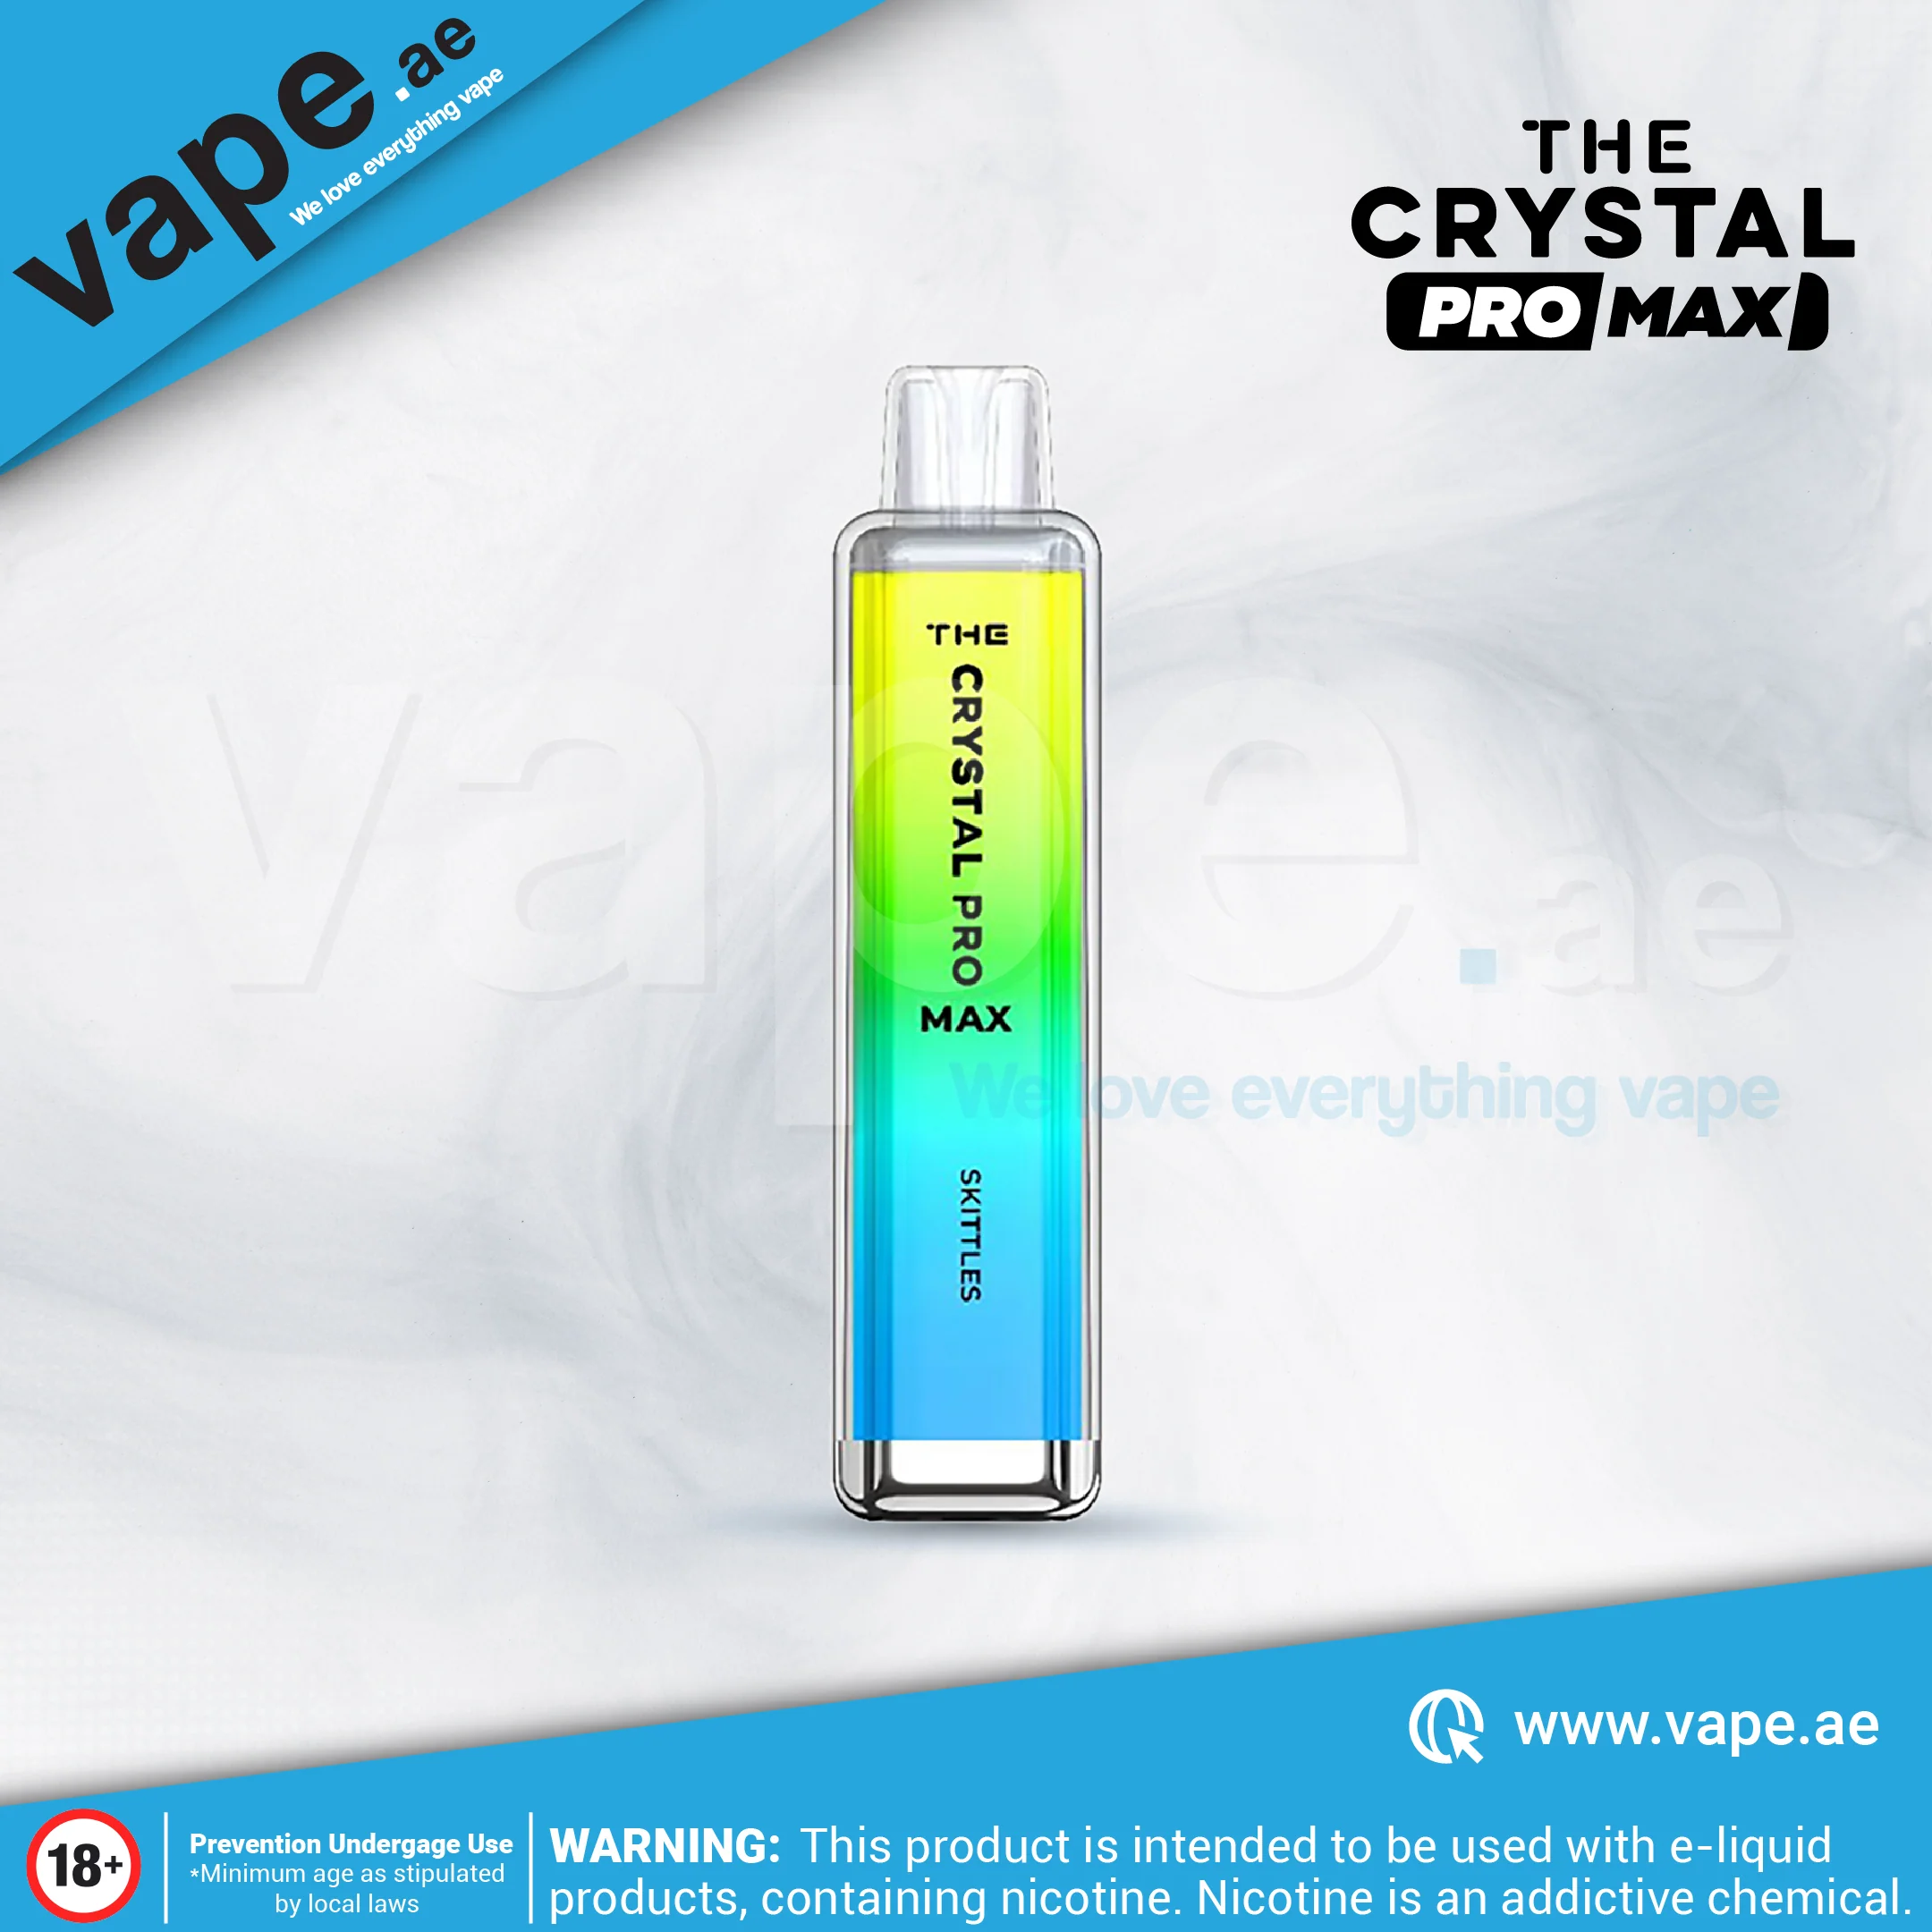 vape.ae
We love everything vape
THE
CRYSTAL
PRO MAX
THE
CRYSTAL PRO
MAX
SKITTLES
vape.ae
We love everything vape
www.vape.ae
18+
Prevention Undergage Use
*Minimum age as stipulated
by local laws
WARNING: This product is intended to be used with e-liquid
products, containing nicotine. Nicotine is an addictive chemical.